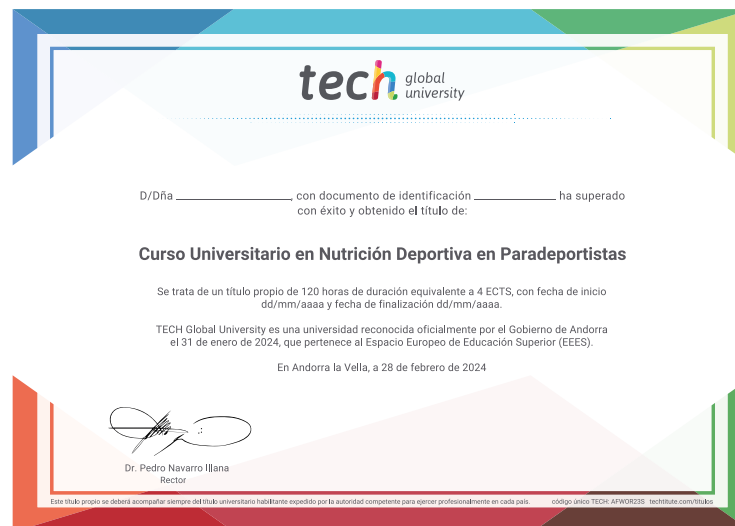 tech global university
D/Dña ____________________, con documento de identificación ______________ ha superado
con éxito y obtenido el título de:
Curso Universitario en Nutrición Deportiva en Paradeportistas
Se trata de un título propio de 120 horas de duración equivalente a 4 ECTS, con fecha de inicio
dd/mm/aaaa y fecha de finalización dd/mm/aaaa.
TECH Global University es una universidad reconocida oficialmente por el Gobierno de Andorra
el 31 de enero de 2024, que pertenece al Espacio Europeo de Educación Superior (EEES).
En Andorra la Vella, a 28 de febrero de 2024
Dr. Pedro Navarro Illana
Rector
Este título propio se deberá acompañar siempre del título universitario habilitante expedido por la autoridad competente para ejercer profesionalmente en cada país. código único TECH: AFWOR23S techtitute.com/titulos